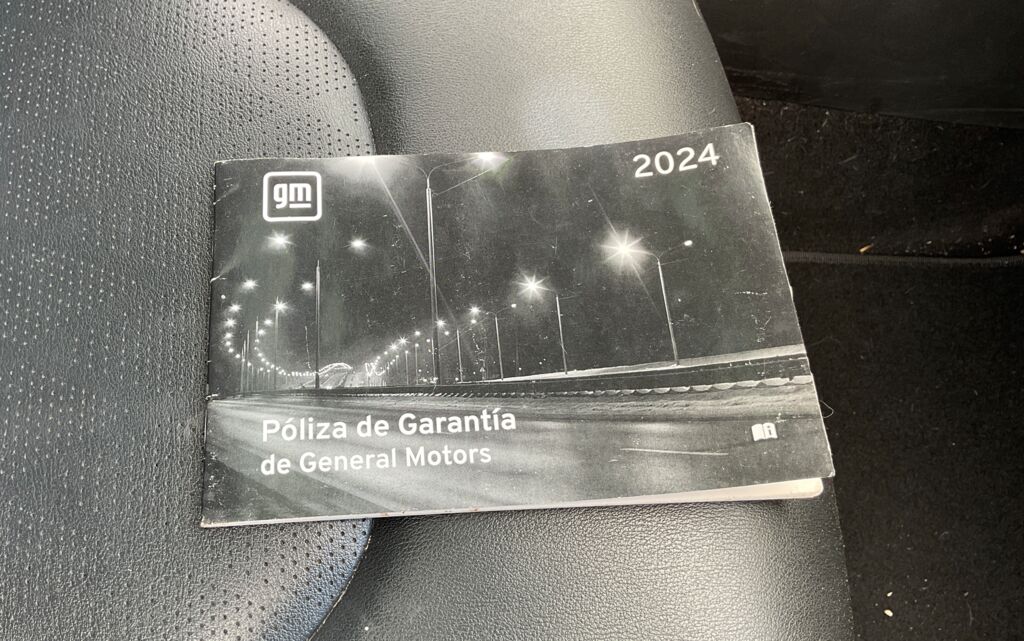 gm
2024
Póliza de Garantía
de General Motors